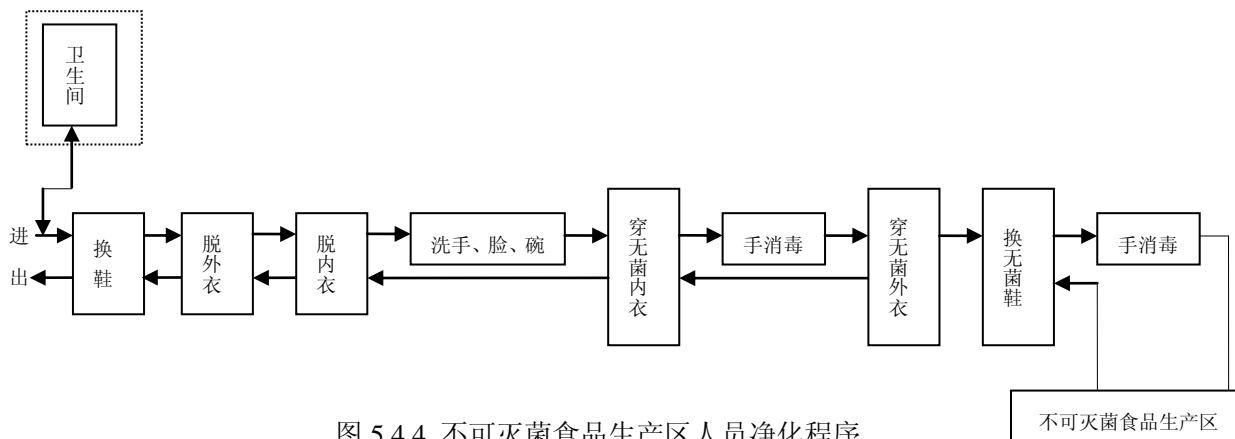 卫生间
进
出
换鞋
脱外衣
脱内衣
洗手、脸、碗
穿无菌内衣
手消毒
穿无菌外衣
换无菌鞋
手消毒
不可灭菌食品生产区
图 5.4.4 不可灭菌食品生产区人员净化程序